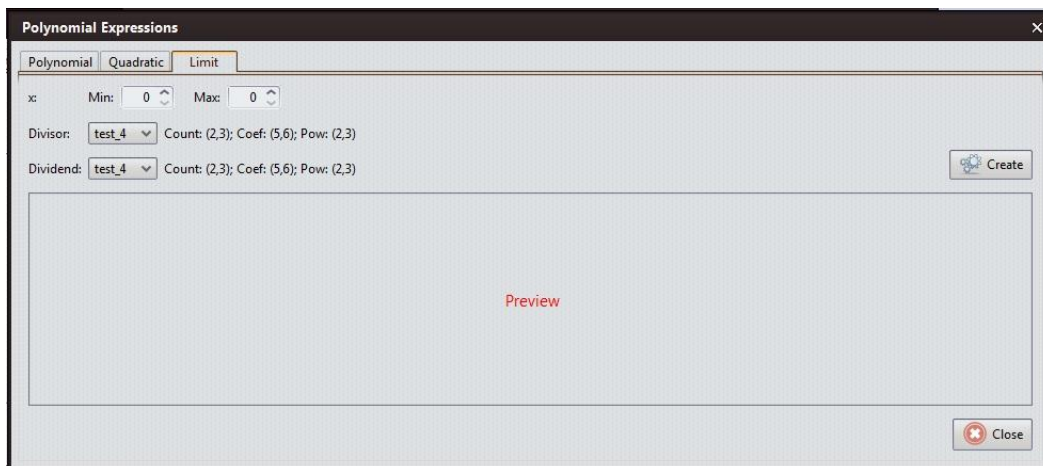 Polynomial Expressions
Polynomial Quadratic Limit
x: Min: 0 Max: 0
Divisor: test_4 Count: (2,3); Coef: (5,6); Pow: (2,3)
Dividend: test_4 Count: (2,3); Coef: (5,6); Pow: (2,3)
Create
Preview
Close